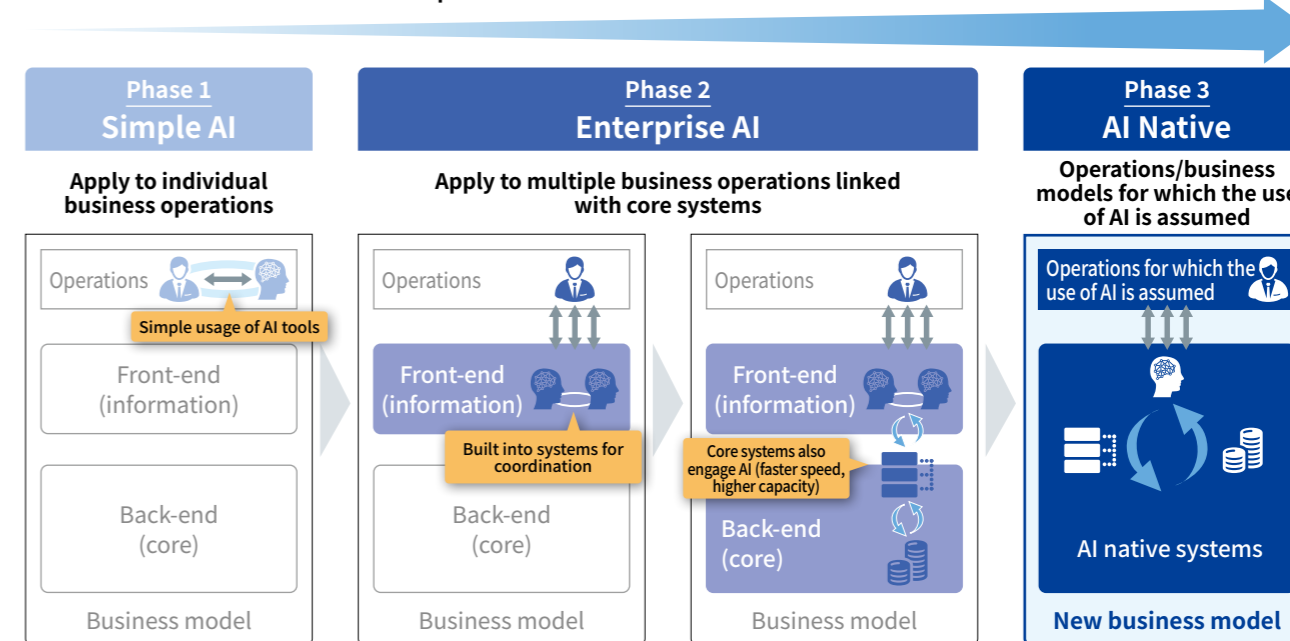 Phase 1
Simple AI
Apply to individual
business operations
Operations
Simple usage of AI tools
Front-end
(information)
Back-end
(core)
Business model
Phase 2
Enterprise AI
Apply to multiple business operations linked
with core systems
Operations
Front-end
(information)
Built into systems for
coordination
Back-end
(core)
Business model
Operations
Front-end
(information)
Core systems also
engage AI (faster speed,
higher capacity)
Back-end
(core)
Business model
Phase 3
AI Native
Operations/business
models for which the use
of AI is assumed
Operations for which the
use of AI is assumed
AI native systems
New business model